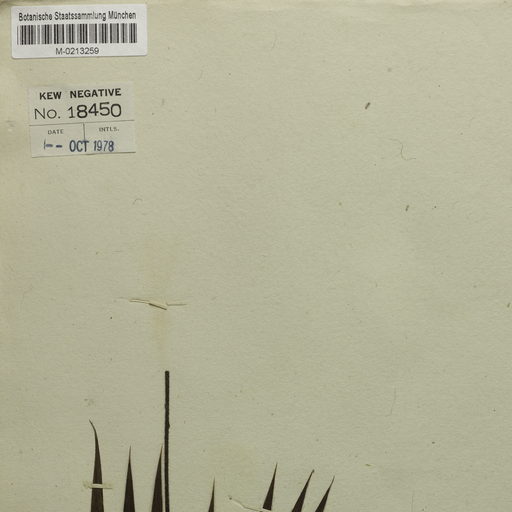 Botanische Staatssammlung München
M-0213259
KEW NEGATIVE
No. 18450
DATE INTLS.
OCT 1978